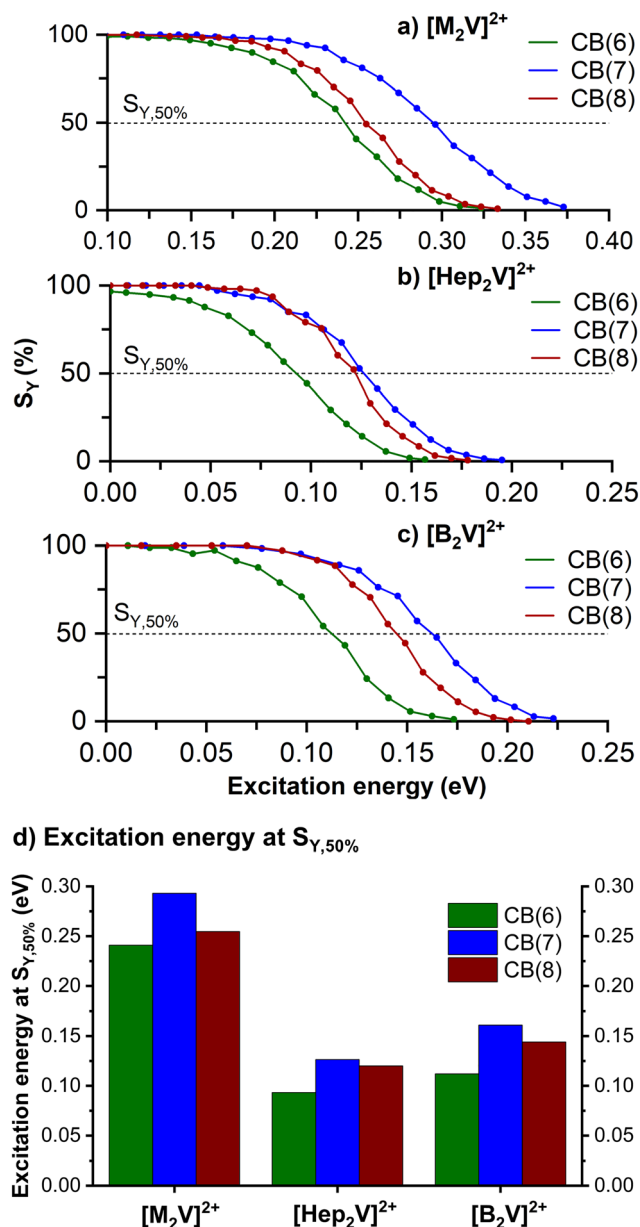 a) [M₂V]²⁺
CB(6)
CB(7)
CB(8)
S_Y,50%
100
50
0
0.10 0.15 0.20 0.25 0.30 0.35 0.40
b) [Hep₂V]²⁺
CB(6)
CB(7)
CB(8)
S_Y,50%
S_Y (%)
100
50
0
0.00 0.05 0.10 0.15 0.20 0.25
c) [B₂V]²⁺
CB(6)
CB(7)
CB(8)
S_Y,50%
100
50
0
0.00 0.05 0.10 0.15 0.20 0.25
Excitation energy (eV)
d) Excitation energy at S_Y,50%
Excitation energy at S_Y,50% (eV)
0.30 0.30
0.25 0.25
0.20 0.20
0.15 0.15
0.10 0.10
0.05 0.05
0.00 0.00
CB(6)
CB(7)
CB(8)
[M₂V]²⁺ [Hep₂V]²⁺ [B₂V]²⁺